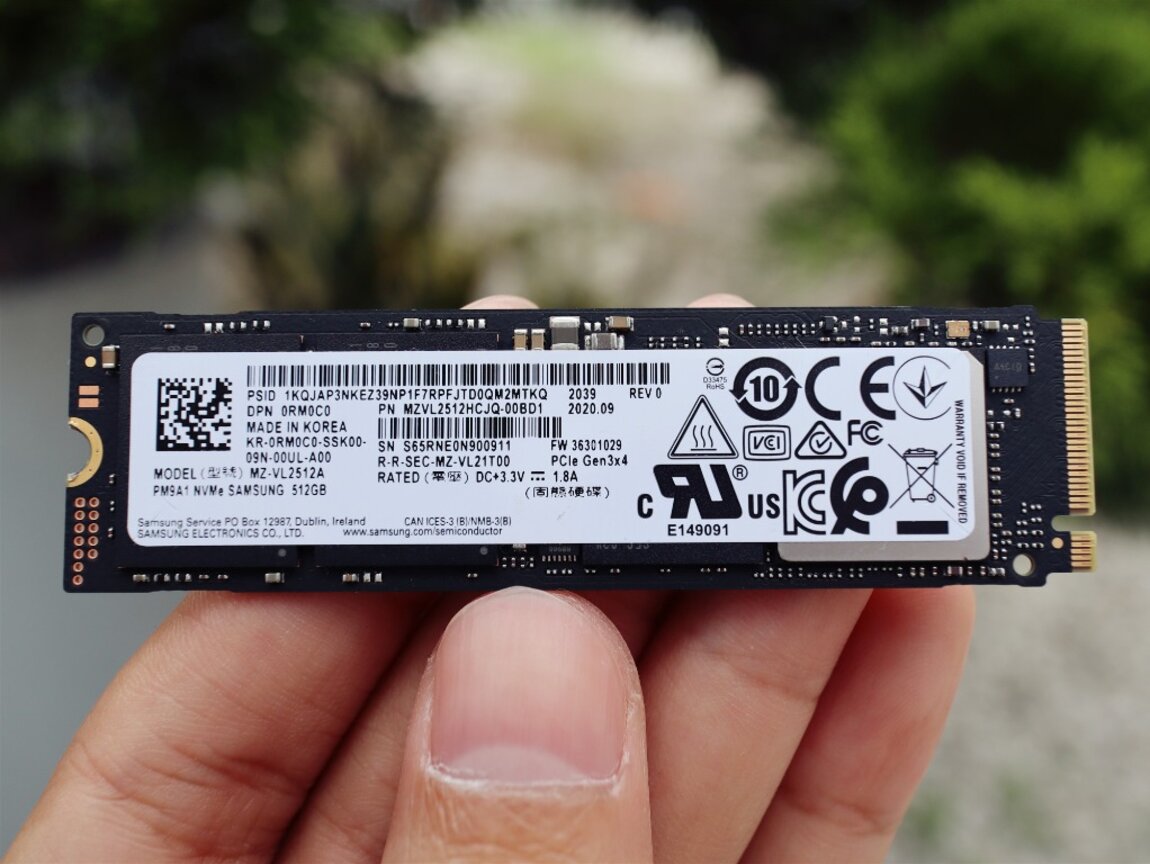 PSID 1KQJAP3NKEZ39NP1F7RPFJTD0QM2MTKQ 2039 REV 0
DPN 0RM0C0 PN MZVL2512HCJQ-00BD1 2020.09
MADE IN KOREA
KR-0RM0C0-SSK00- SN S65RNE0N900911 FW 36301029
09N-00UL-A00 R-R-SEC-MZ-VL21T00 PCIe Gen3x4
MODEL (型號) MZ-VL2512A RATED (電壓) DC+3.3V 1.8A
PM9A1 NVMe SAMSUNG 512GB (固態硬碟)
Samsung Service PO Box 12987, Dublin, Ireland CAN ICES-3 (B)/NMB-3(B)
SAMSUNG ELECTRONICS CO., LTD. www.samsung.com/semiconductor
D33475
RoHS
10
CE
VCI
FC
C RU ® US
E149091
WARRANTY VOID IF REMOVED